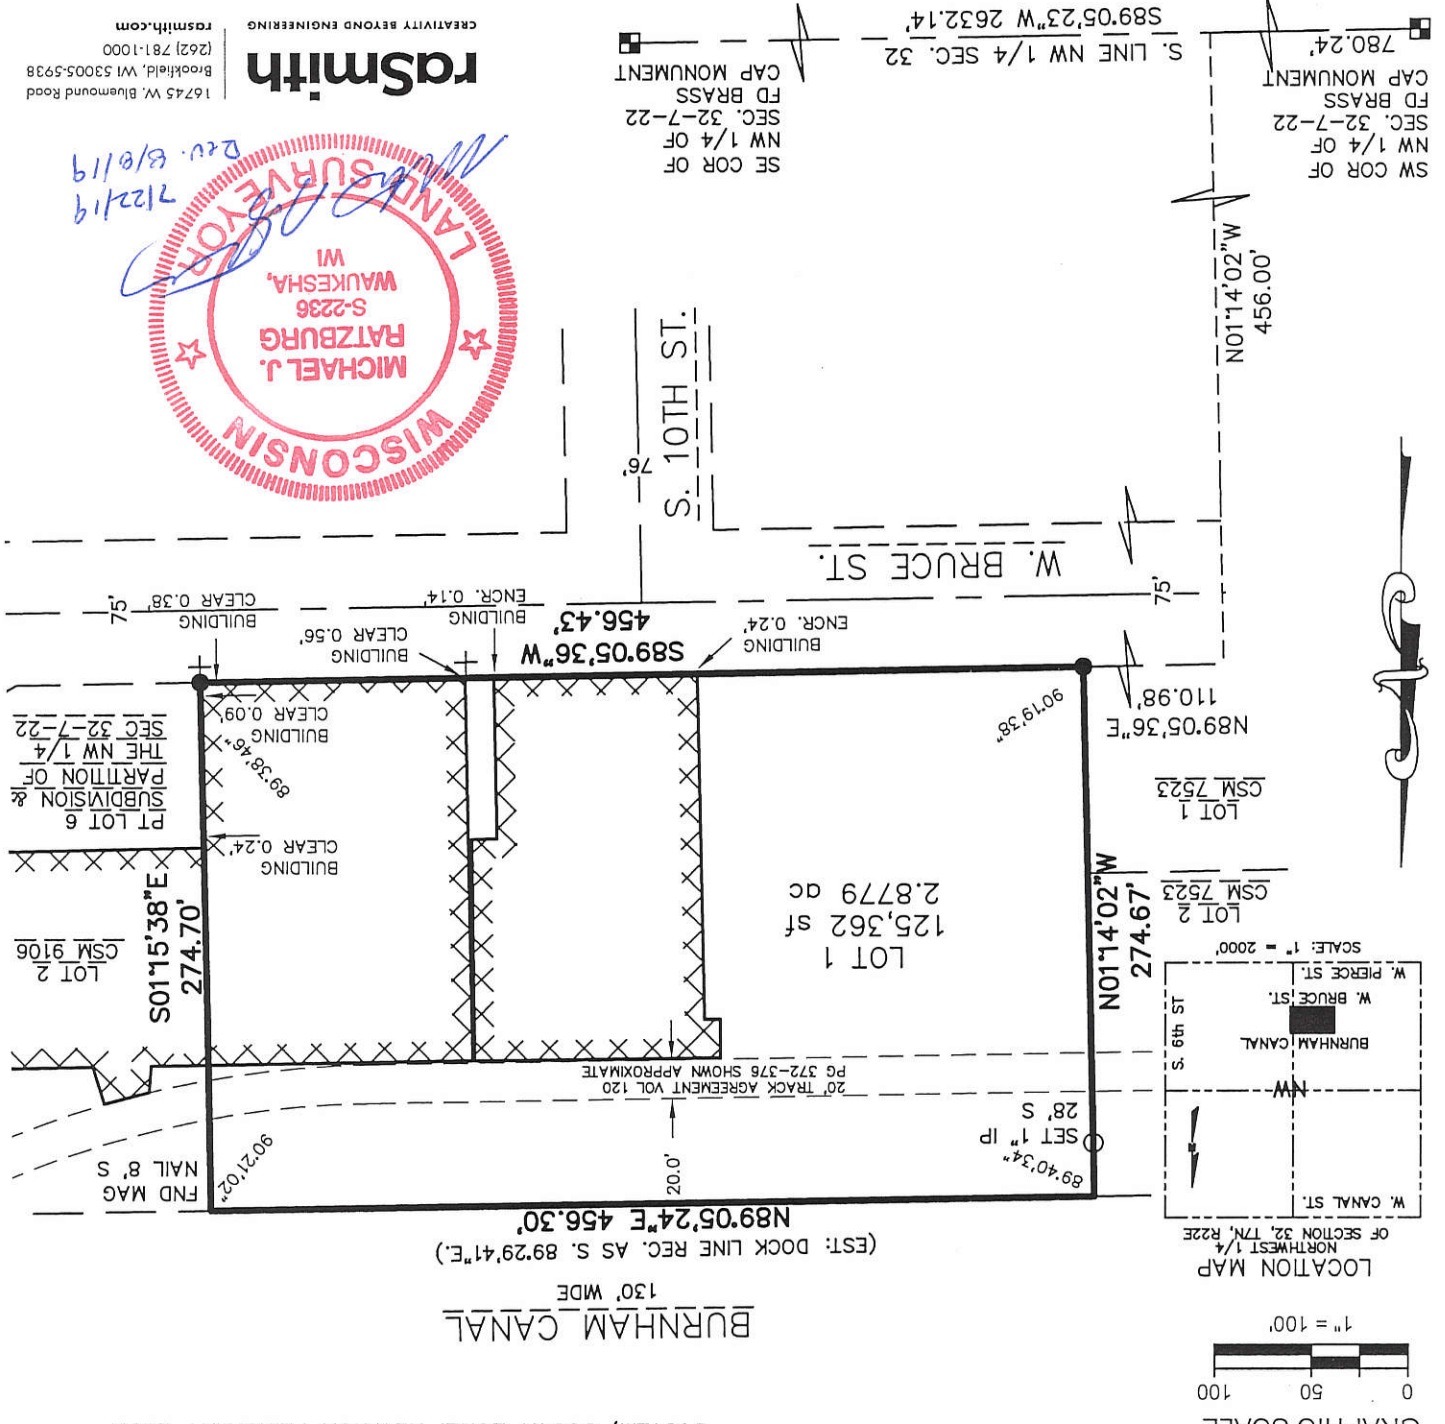 GRAPHIC SCALE
0 50 100
1" = 100'
LOCATION MAP
NORTHWEST 1/4
OF SECTION 32, T7N, R22E
W. CANAL ST.
NW
N
S. 6th ST
BURNHAM CANAL
W. BRUCE ST.
W. PIERCE ST.
SCALE: 1" = 2000'
BURNHAM CANAL
130' WIDE
(EST: DOCK LINE REC. AS S. 89°29'41"E.)
N89°05'24"E 456.30'
FND MAG
NAIL 8' S
90°21'02"
89°40'34"
SET 1" IP
28' S
20.0'
20' TRACK AGREEMENT VOL 120
PG 372-376 SHOWN APPROXIMATE
N01°14'02"W
274.67'
LOT 1
125,362 sf
2.8779 ac
S01°15'38"E
274.70'
LOT 2
CSM 9106
LOT 2
CSM 7523
LOT 1
CSM 7523
BUILDING
CLEAR 0.24'
PT LOT 6
SUBDIVISION &
PARTITION OF
THE NW 1/4
SEC 32-7-22
BUILDING
CLEAR 0.09'
89°38'46"
90°19'38"
N89°05'36"E
110.98'
S89°05'36"W
456.43'
BUILDING
ENCR. 0.24'
BUILDING
CLEAR 0.56'
BUILDING
ENCR. 0.14'
BUILDING
CLEAR 0.38'
75'
75'
W. BRUCE ST.
S. 10TH ST.
76'
N01°14'02"W
456.00'
WISCONSIN
MICHAEL J.
RATZBURG
S-2236
WAUKESHA,
WI
LAND SURVEYOR
7/22/19
Rev. 8/8/19
SW COR OF
NW 1/4 OF
SEC. 32-7-22
FD BRASS
CAP MONUMENT
780.24'
SE COR OF
NW 1/4 OF
SEC. 32-7-22
FD BRASS
CAP MONUMENT
S. LINE NW 1/4 SEC. 32
S89°05'23"W 2632.14'
raSmith
CREATIVITY BEYOND ENGINEERING
16745 W. Bluemound Road
Brookfield, WI 53005-5938
(262) 781-1000
rasmith.com